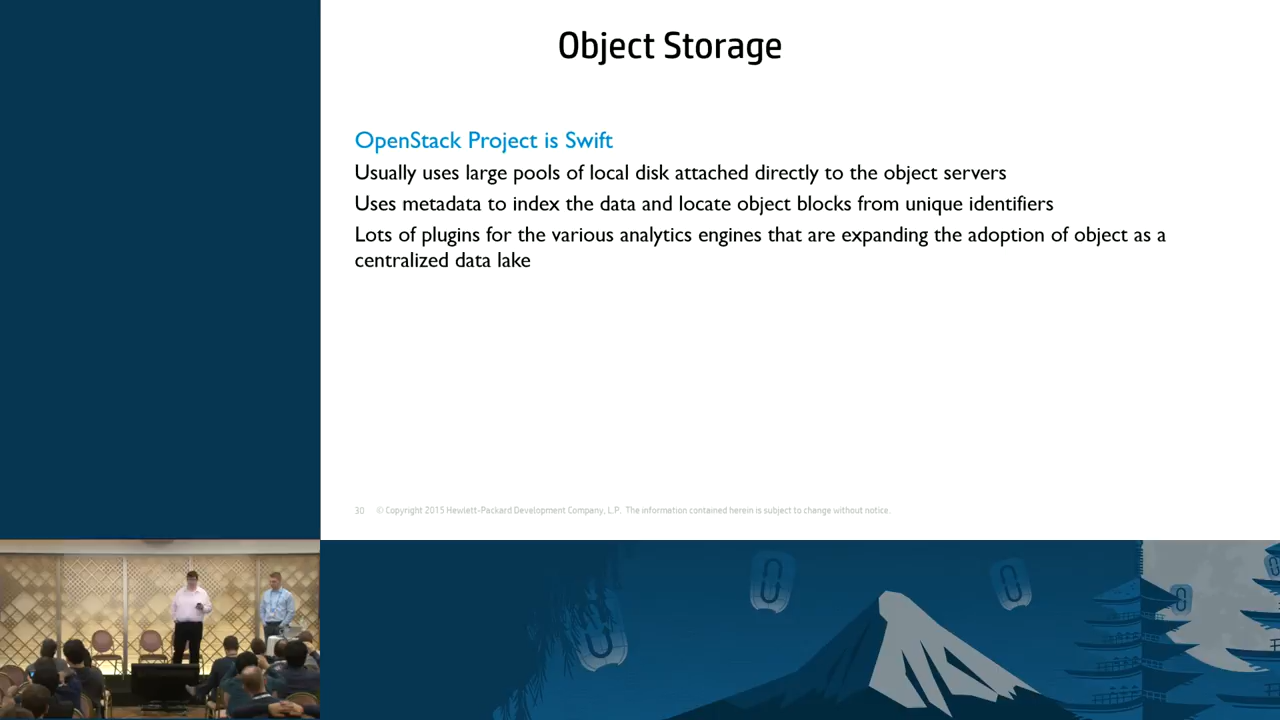 Object Storage
OpenStack Project is Swift
Usually uses large pools of local disk attached directly to the object servers
Uses metadata to index the data and locate object blocks from unique identifiers
Lots of plugins for the various analytics engines that are expanding the adoption of object as a
centralized data lake
30 © Copyright 2015 Hewlett-Packard Development Company, L.P. The information contained herein is subject to change without notice.